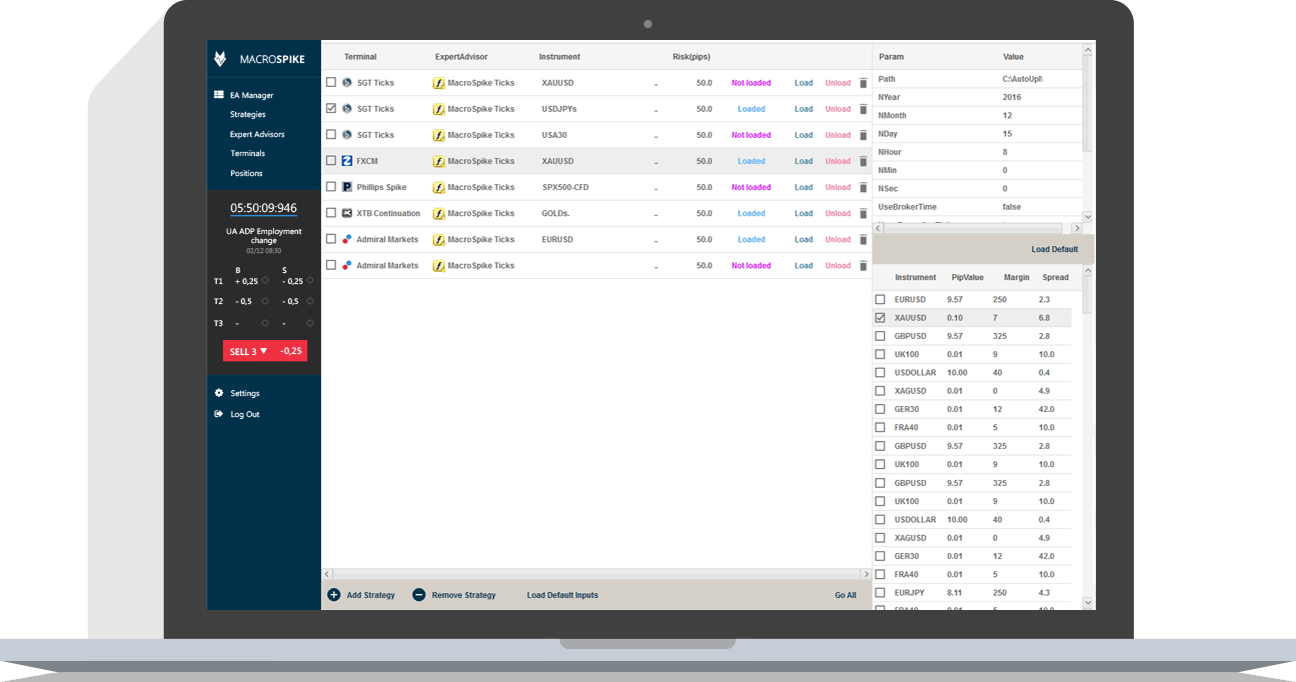 MACROSPIKE
EA Manager
Strategies
Expert Advisors
Terminals
Positions
05:50:09:946
UA ADP Employment
change
02/12 08:30
B S
T1 + 0,25 - 0,25
T2 - 0,5 - 0,5
T3 - -
SELL 3 ▼ -0,25
Settings
Log Out
Terminal ExpertAdvisor Instrument Risk(pips)
SGT Ticks MacroSpike Ticks XAUUSD _ 50.0 Not loaded Load Unload
SGT Ticks MacroSpike Ticks USDJPYs _ 50.0 Loaded Load Unload
SGT Ticks MacroSpike Ticks USA30 _ 50.0 Not loaded Load Unload
FXCM MacroSpike Ticks XAUUSD _ 50.0 Loaded Load Unload
Phillips Spike MacroSpike Ticks SPX500-CFD _ 50.0 Not loaded Load Unload
XTB Continuation MacroSpike Ticks GOLDs. _ 50.0 Loaded Load Unload
Admiral Markets MacroSpike Ticks EURUSD _ 50.0 Loaded Load Unload
Admiral Markets MacroSpike Ticks _ 50.0 Not loaded Load Unload
Add Strategy Remove Strategy Load Default Inputs Go All
Param Value
Path C:\AutoUpl\
NYear 2016
NMonth 12
NDay 15
NHour 8
NMin 0
NSec 0
UseBrokerTime false
Load Default
Instrument PipValue Margin Spread
EURUSD 9.57 250 2.3
XAUUSD 0.10 7 6.8
GBPUSD 9.57 325 2.8
UK100 0.01 9 10.0
USDOLLAR 10.00 40 0.4
XAGUSD 0.01 0 4.9
GER30 0.01 12 42.0
FRA40 0.01 5 10.0
GBPUSD 9.57 325 2.8
UK100 0.01 9 10.0
GBPUSD 9.57 325 2.8
UK100 0.01 9 10.0
USDOLLAR 10.00 40 0.4
XAGUSD 0.01 0 4.9
GER30 0.01 12 42.0
FRA40 0.01 5 10.0
EURJPY 8.11 250 4.3
FRA40 0.01 5 10.0